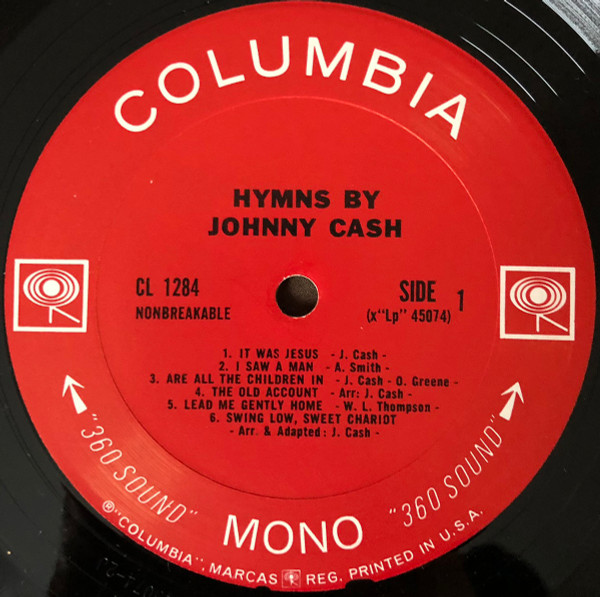 COLUMBIA
HYMNS BY
JOHNNY CASH
CL 1284
NONBREAKABLE
SIDE 1
(x"Lp" 45074)
1. IT WAS JESUS - J. Cash -
2. I SAW A MAN - A. Smith -
3. ARE ALL THE CHILDREN IN - J. Cash - O. Greene -
4. THE OLD ACCOUNT - Arr: J. Cash -
5. LEAD ME GENTLY HOME - W. L. Thompson -
6. SWING LOW, SWEET CHARIOT
- Arr. & Adapted: J. Cash -
"360 SOUND"
MONO
"360 SOUND"
®"COLUMBIA", MARCAS REG. PRINTED IN U.S.A.